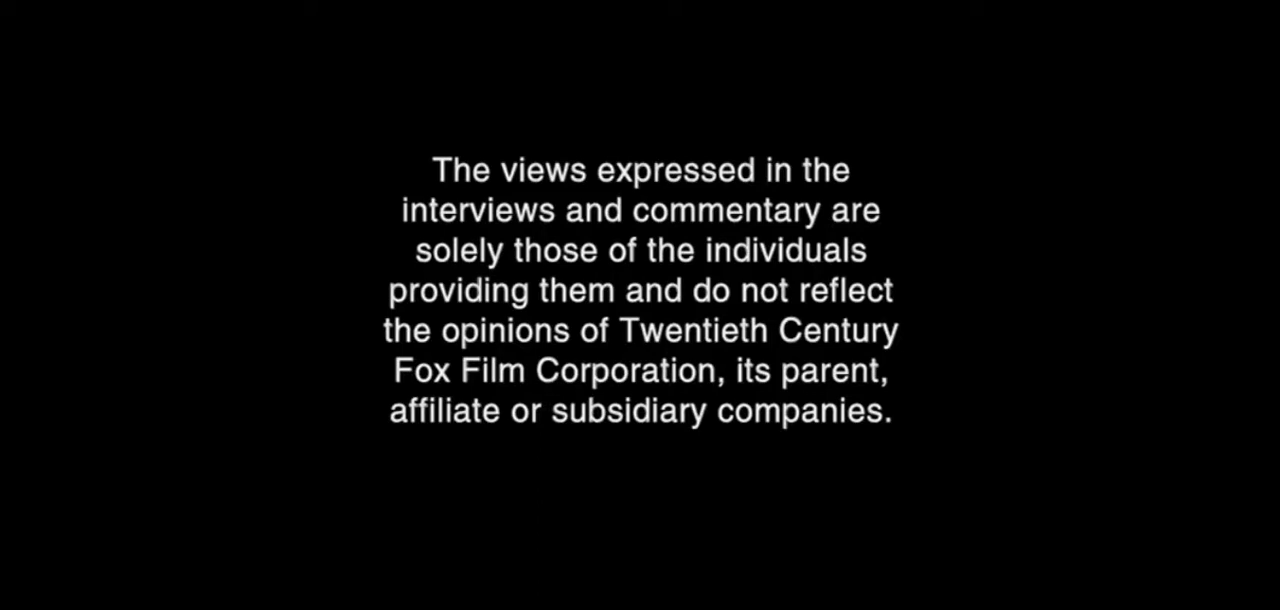 The views expressed in the
interviews and commentary are
solely those of the individuals
providing them and do not reflect
the opinions of Twentieth Century
Fox Film Corporation, its parent,
affiliate or subsidiary companies.